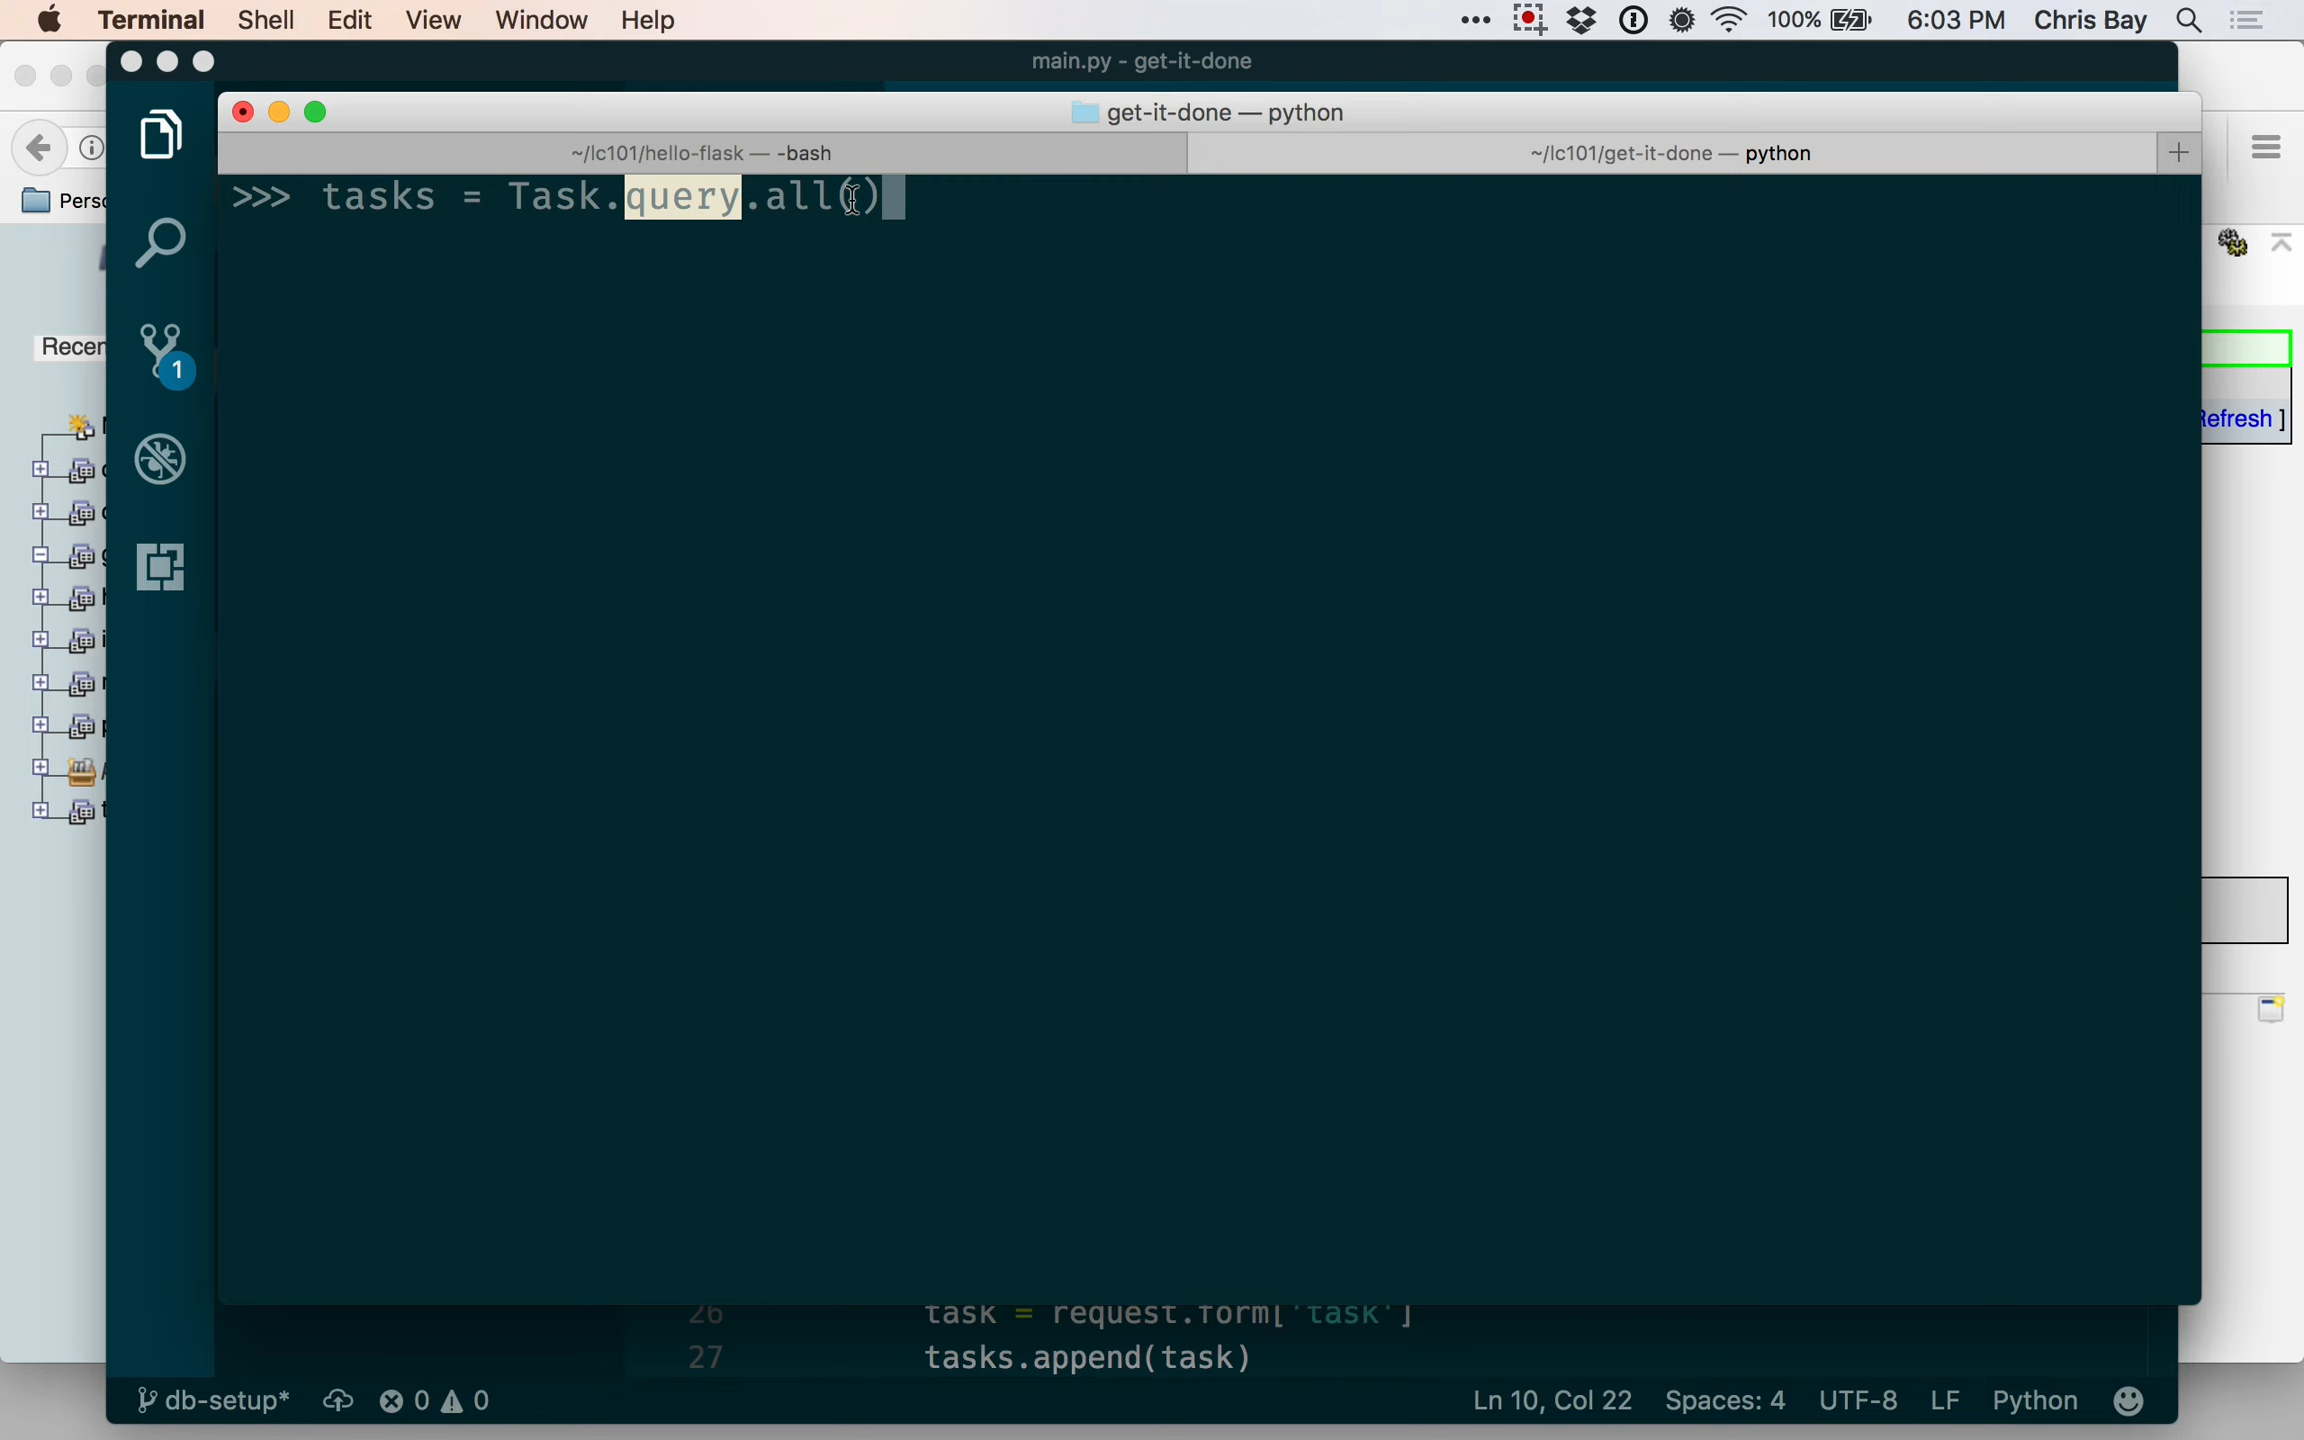 Terminal Shell Edit View Window Help 100% 6:03 PM Chris Bay
main.py - get-it-done
get-it-done — python
~/lc101/hello-flask — -bash ~/lc101/get-it-done — python
>>> tasks = Task.query.all()
Recen
Refresh ]
1
26 task = request.form['task']
27 tasks.append(task)
db-setup* 0 0 Ln 10, Col 22 Spaces: 4 UTF-8 LF Python